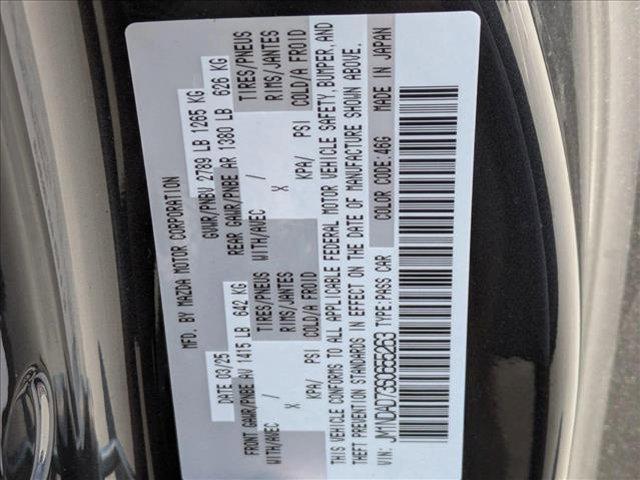 MFD. BY MAZDA MOTOR CORPORATION
DATE 03/25 GVWR/PNBV 2789 LB 1265 KG
FRONT GAWR/PNBE AV 1415 LB 642 KG REAR GAWR/PNBE AR 1380 LB 626 KG
WITH/AVEC / TIRES/PNEUS WITH/AVEC / TIRES/PNEUS
X RIMS/JANTES X RIMS/JANTES
KPA/ PSI COLD/A FROID KPA/ PSI COLD/A FROID
THIS VEHICLE CONFORMS TO ALL APPLICABLE FEDERAL MOTOR VEHICLE SAFETY, BUMPER, AND
THEFT PREVENTION STANDARDS IN EFFECT ON THE DATE OF MANUFACTURE SHOWN ABOVE.
VIN: JM1NDAD73S0655263 TYPE:PASS CAR COLOR CODE:46G MADE IN JAPAN